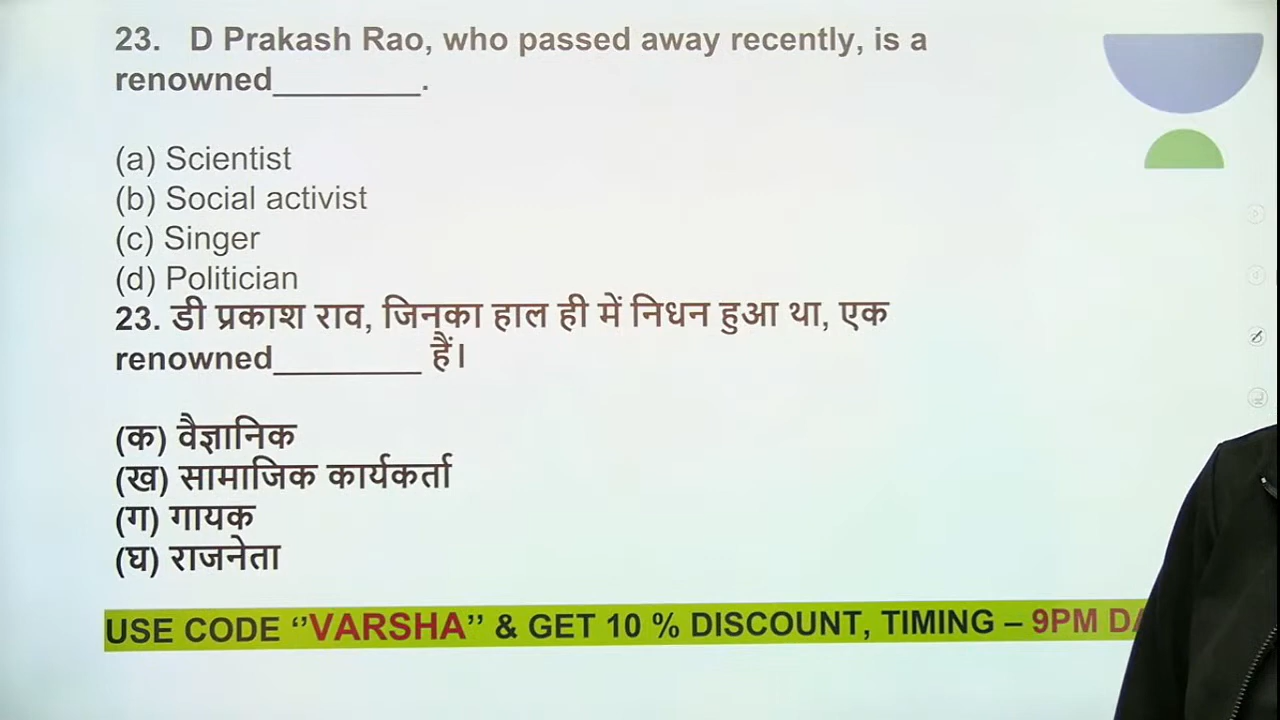 23. D Prakash Rao, who passed away recently, is a
renowned________.
(a) Scientist
(b) Social activist
(c) Singer
(d) Politician
23. डी प्रकाश राव, जिनका हाल ही में निधन हुआ था, एक
renowned________ हैं।
(क) वैज्ञानिक
(ख) सामाजिक कार्यकर्ता
(ग) गायक
(घ) राजनेता
USE CODE ‘’VARSHA’’ & GET 10 % DISCOUNT, TIMING – 9PM